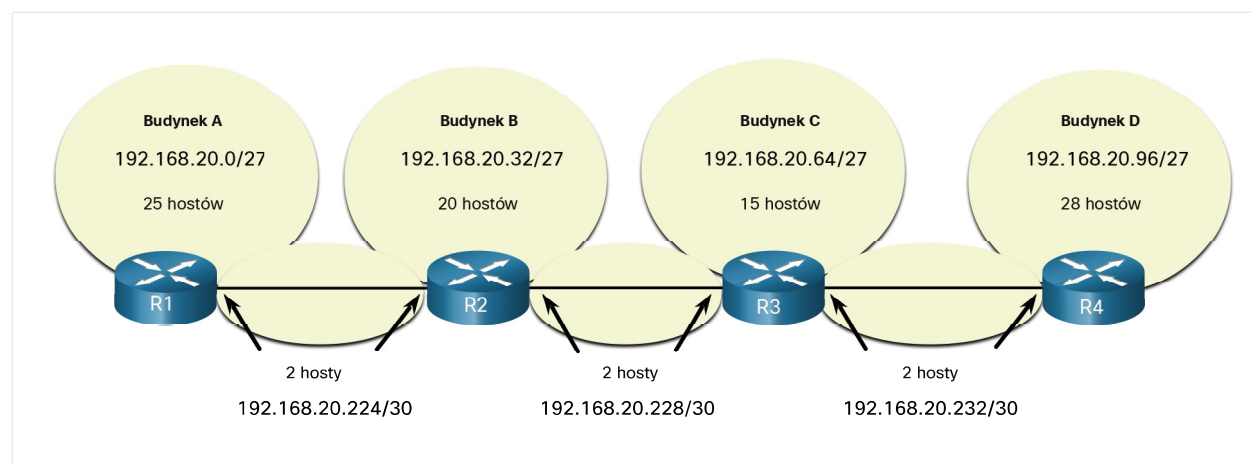 Budynek A
192.168.20.0/27
25 hostów
Budynek B
192.168.20.32/27
20 hostów
Budynek C
192.168.20.64/27
15 hostów
Budynek D
192.168.20.96/27
28 hostów
R1
R2
R3
R4
2 hosty
192.168.20.224/30
2 hosty
192.168.20.228/30
2 hosty
192.168.20.232/30